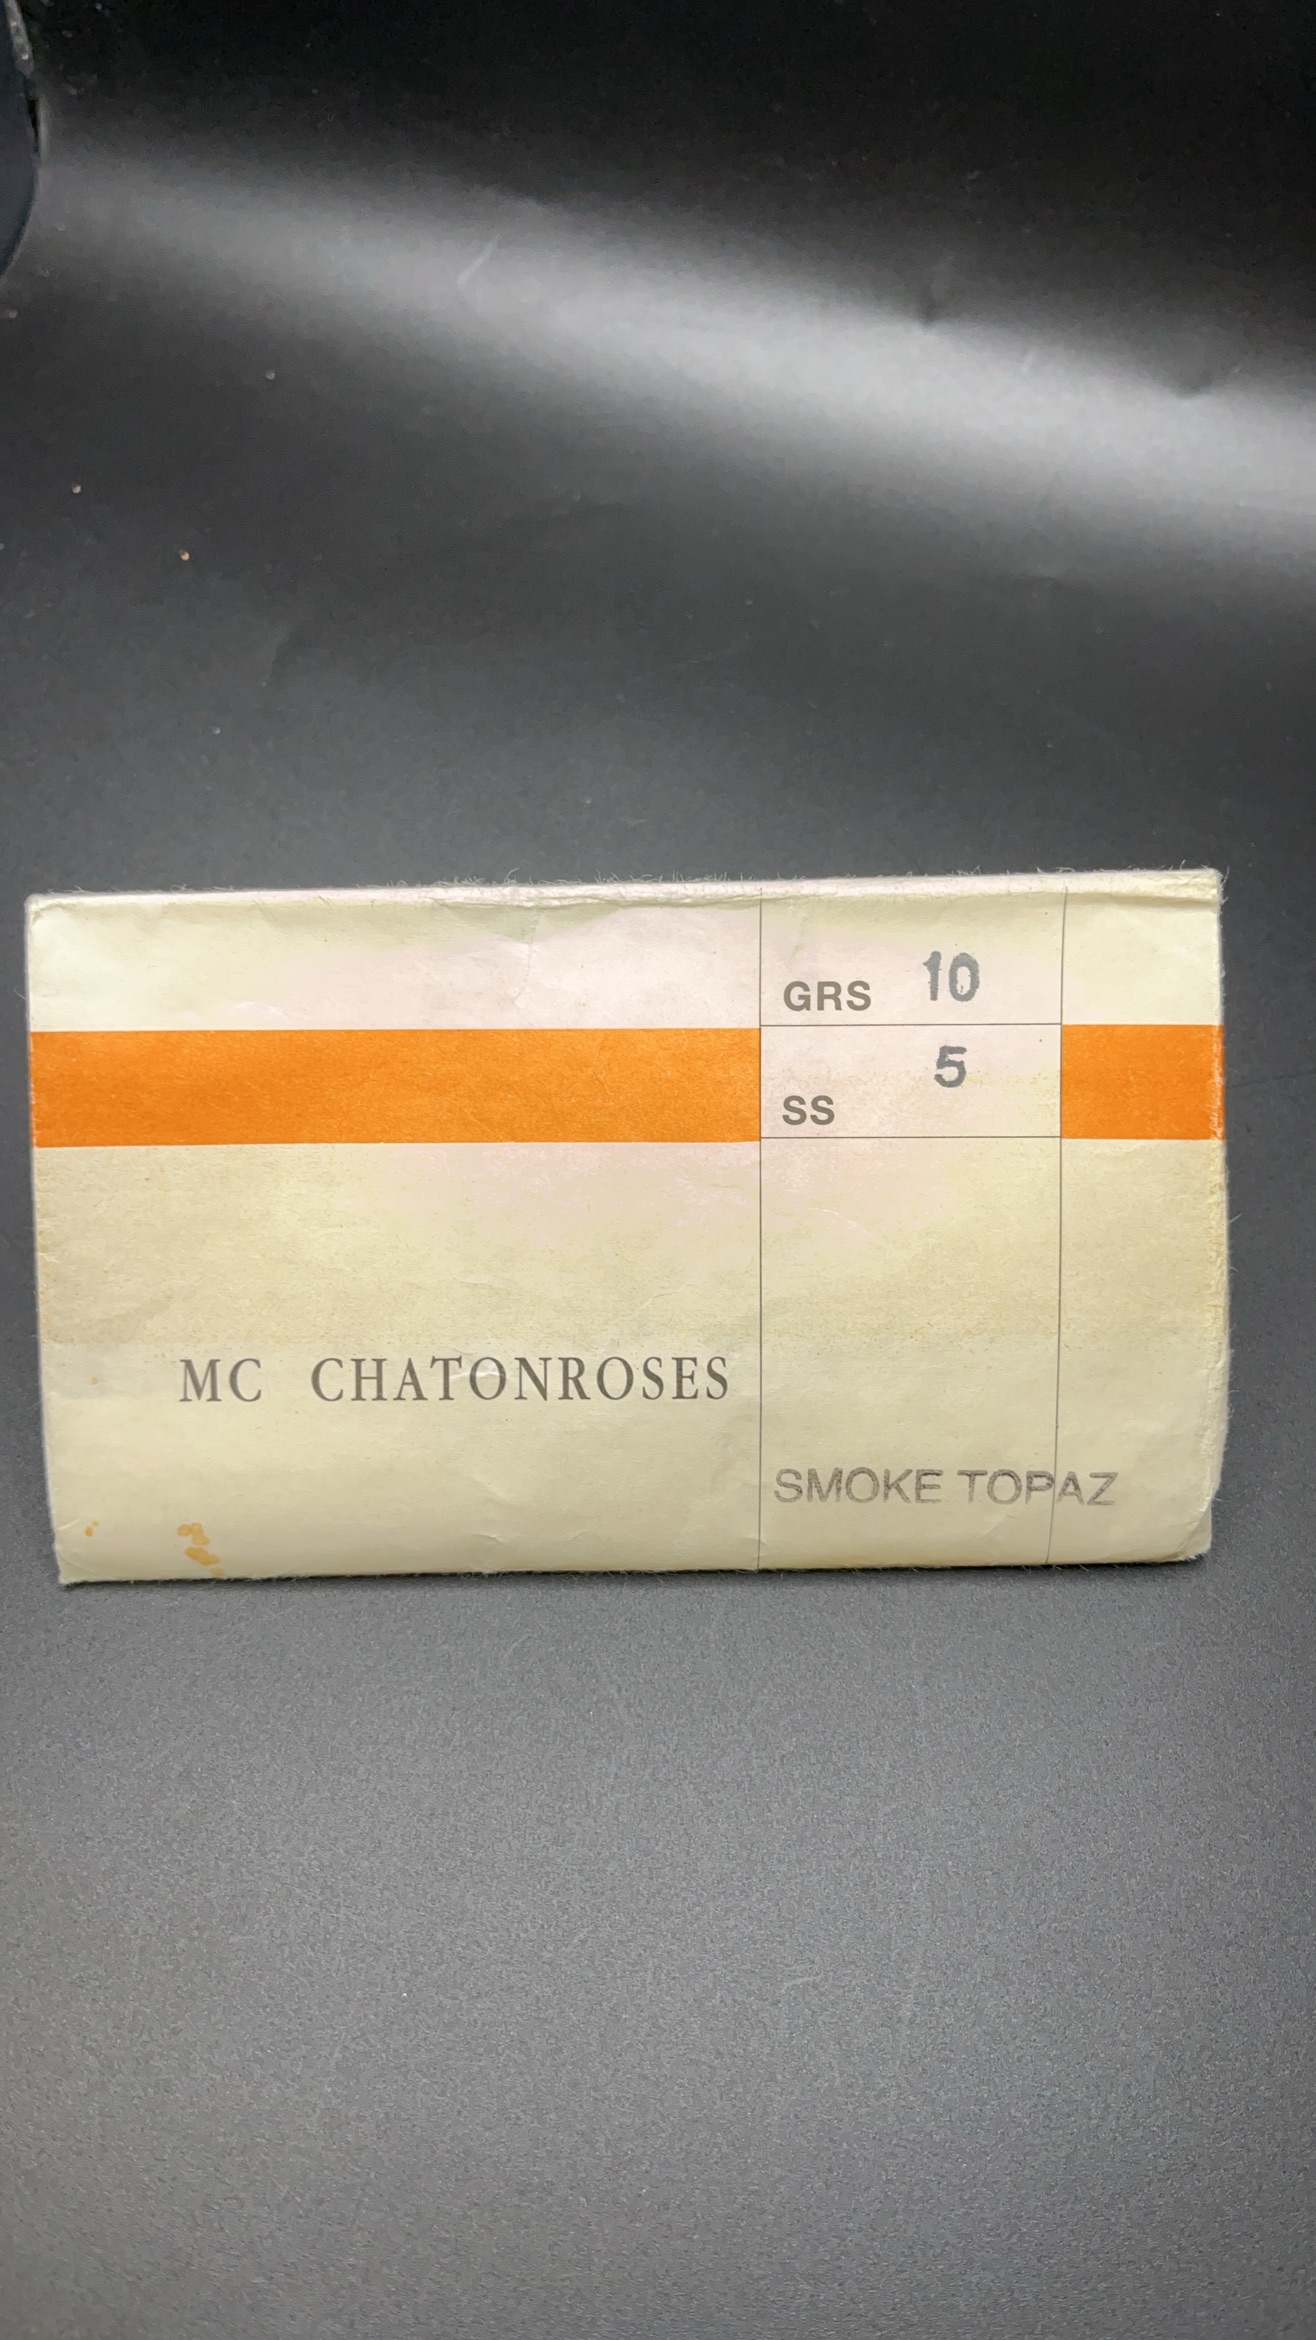 GRS 10
SS 5
MC CHATONROSES
SMOKE TOPAZ